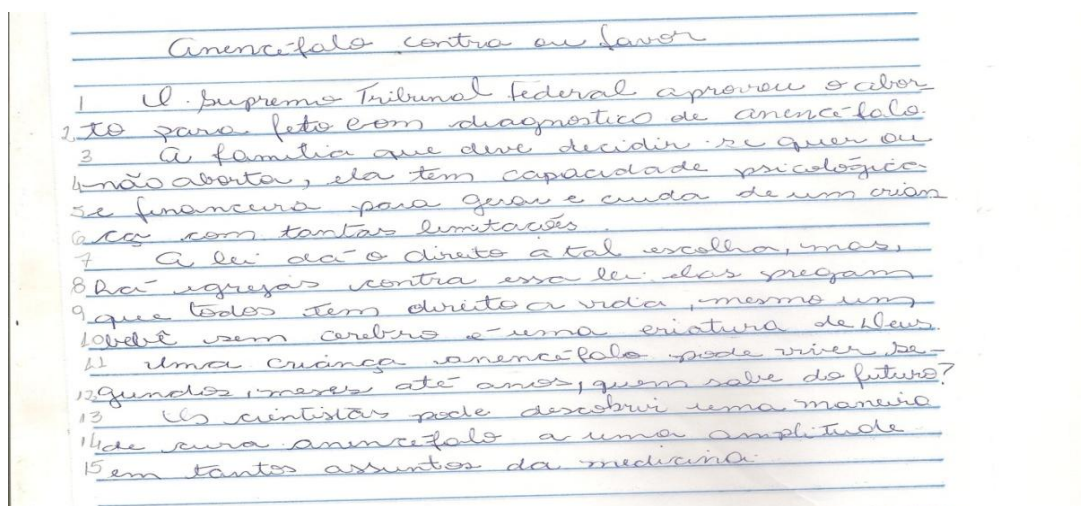 Anencéfalo contra ou favor
1 O. Supremo Tribunal Federal aprovou o abor-
2 to para feto com diagnostico de anencéfalo.
3 A família que deve decidir se quer ou
4 não aborta, ela tem capacidade psicológica
5 e financeira para gerar e cuida de um crian
6 ça com tantas limitações.
7 A lei dá o direito a tal escolha, mas,
8 há igrejas contra essa lei elas pregam
9 que todos tem direito a vida, mesmo um
10 bebê sem cerebro é uma criatura de Deus.
11 Uma criança anencéfalo pode viver se-
12 gundos, meses até anos, quem sabe do futuro?
13 Os cientistas pode descobri uma maneira
14 de cura anencefalo a uma amplitude
15 em tantos assuntos da medicina.